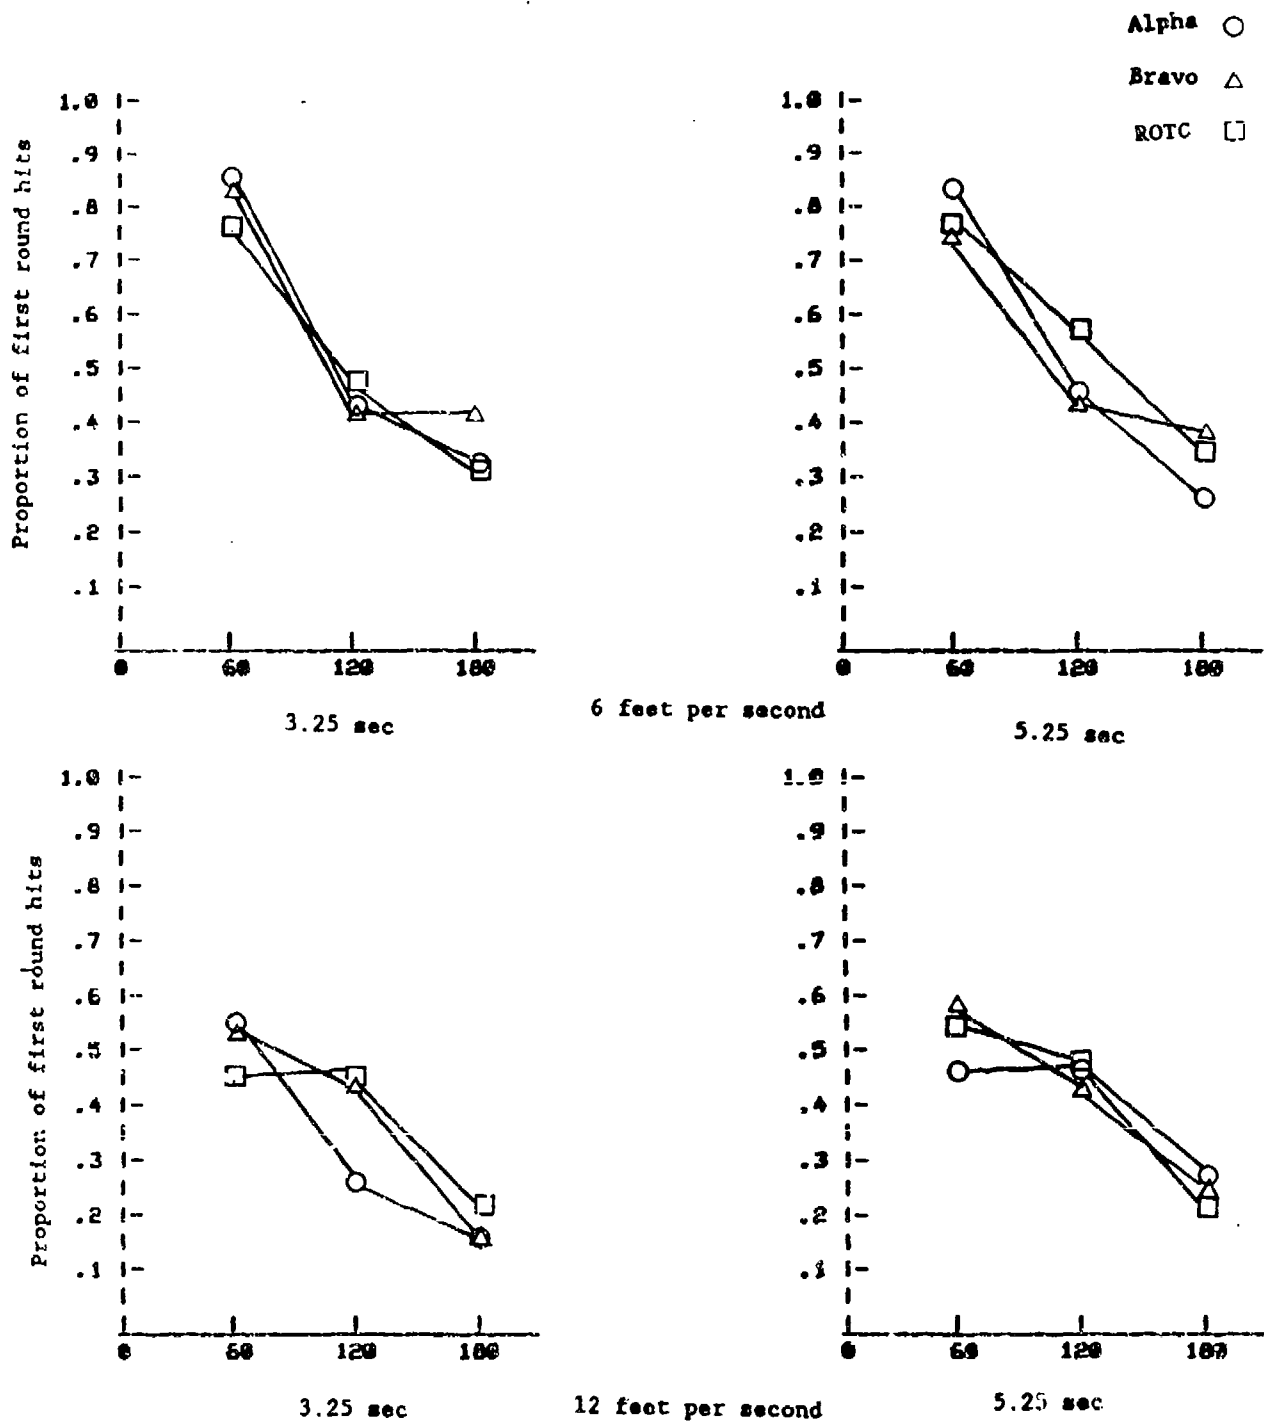 Alpha
Bravo
ROTC
Proportion of first round hits
1.0
.9
.8
.7
.6
.5
.4
.3
.2
.1
0 60 120 180
3.25 sec
1.0
.9
.8
.7
.6
.5
.4
.3
.2
.1
0 60 120 180
5.25 sec
6 feet per second
Proportion of first round hits
1.0
.9
.8
.7
.6
.5
.4
.3
.2
.1
0 60 120 180
3.25 sec
1.0
.9
.8
.7
.6
.5
.4
.3
.2
.1
0 60 120 180
5.25 sec
12 feet per second